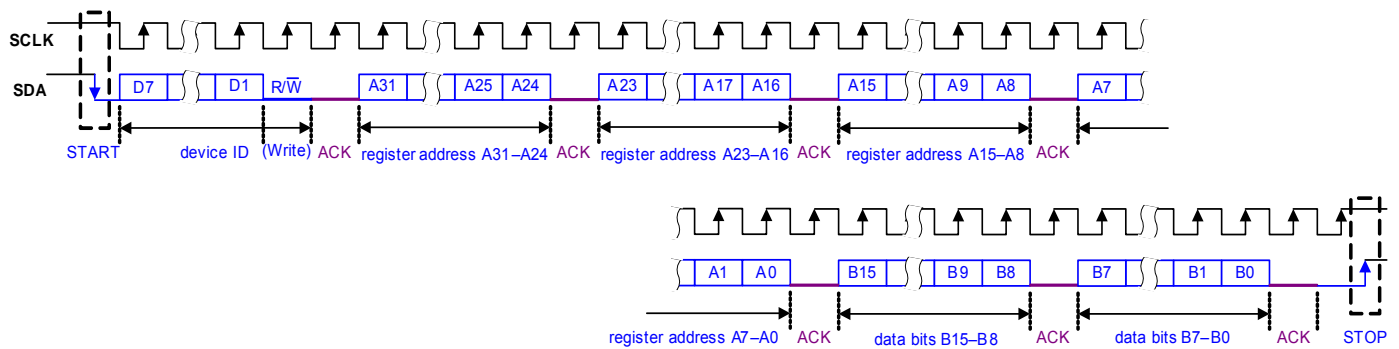 SCLK
SDA D7 D1 R/W̅ A31 A25 A24 A23 A17 A16 A15 A9 A8 A7
START device ID (Write) ACK register address A31–A24 ACK register address A23–A16 ACK register address A15–A8 ACK
A1 A0 B15 B9 B8 B7 B1 B0
register address A7–A0 ACK data bits B15–B8 ACK data bits B7–B0 ACK STOP